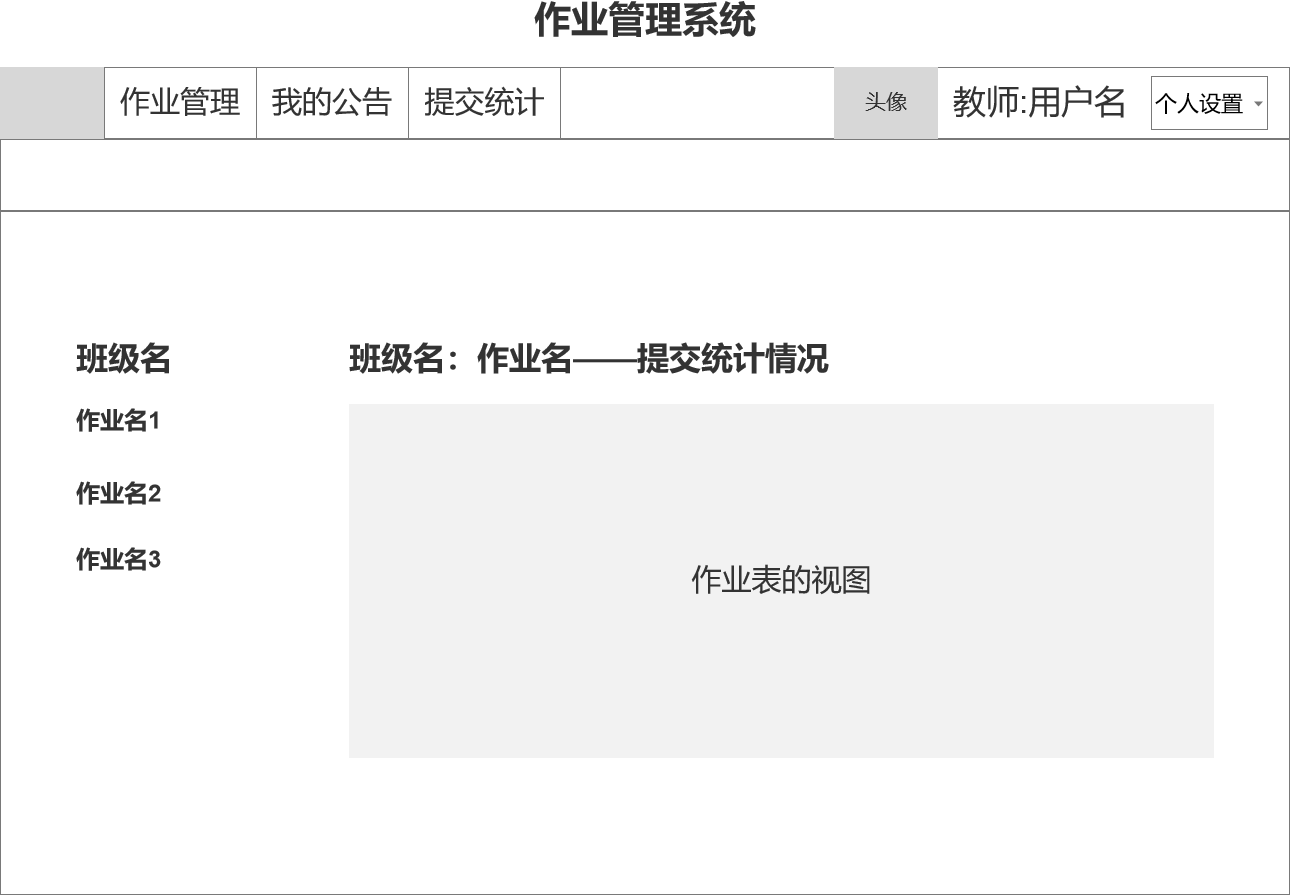 作业管理系统
作业管理 我的公告 提交统计 头像 教师:用户名 个人设置
班级名 班级名：作业名——提交统计情况
作业名1
作业名2
作业名3
作业表的视图